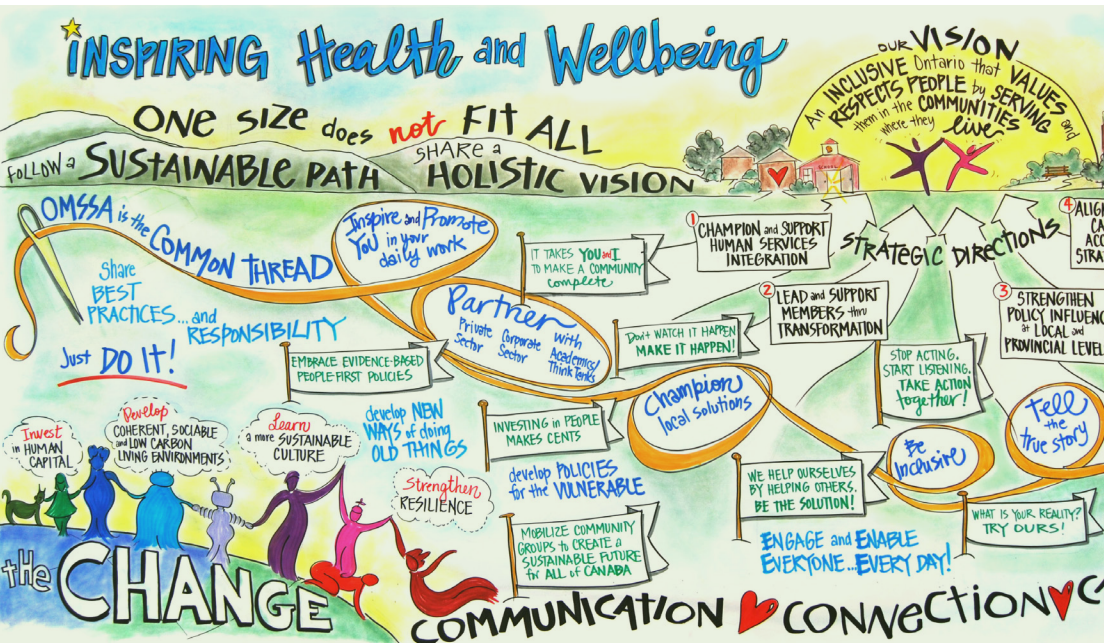 INSPIRING Health and Wellbeing
ONE SIZE does not FIT ALL
FOLLOW a SUSTAINABLE PATH
SHARE a
HOLISTIC VISION
OUR VISION
An INCLUSIVE Ontario that VALUES and
RESPECTS PEOPLE by SERVING
them in the COMMUNITIES
where they live
OMSSA is the COMMON THREAD
Inspire and Promote
YOU in your
daily work
Share
BEST
PRACTICES... and
RESPONSIBILITY
Just DO IT!
IT TAKES YOU and I
TO MAKE A COMMUNITY
complete
1 CHAMPION and SUPPORT
HUMAN SERVICES
INTEGRATION
STRATEGIC DIRECTIONS
4 ALIG
CA
ACC
STRA
2 LEAD and SUPPORT
MEMBERS thru
TRANSFORMATION
3 STRENGTHEN
POLICY INFLUENC
at LOCAL and
PROVINCIAL LEVEL
Partner
Private Sector
Corporate Sector
with Academics/
Think Tanks
Don't WATCH IT HAPPEN
MAKE IT HAPPEN!
EMBRACE EVIDENCE-BASED
PEOPLE-FIRST POLICIES
STOP ACTING.
START LISTENING.
TAKE ACTION
together!
Champion
local solutions
Be
Inclusive
tell
the
true story
Invest
in HUMAN
CAPITAL
Develop
COHERENT, SOCIABLE
and LOW CARBON
LIVING ENVIRONMENTS
Learn
a more SUSTAINABLE
CULTURE
develop NEW
WAYS of doing
OLD THINGS
Strengthen
RESILIENCE
INVESTING in PEOPLE
MAKES CENTS
develop POLICIES
for the VULNERABLE
MOBILIZE COMMUNITY
GROUPS to CREATE a
SUSTAINABLE FUTURE
for ALL of CANADA
WE HELP OURSELVES
BY HELPING OTHERS.
BE THE SOLUTION!
WHAT IS YOUR REALITY?
TRY OURS!
ENGAGE and ENABLE
EVERYONE...EVERY DAY!
the CHANGE
COMMUNICATION CONNECTION C